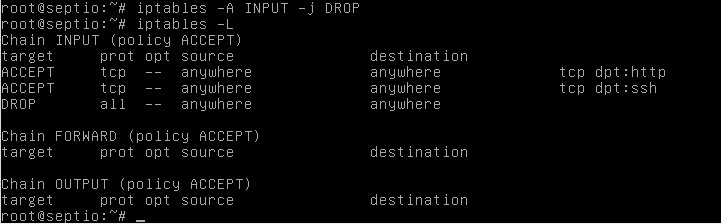 root@septio:~# iptables -A INPUT -j DROP
root@septio:~# iptables -L
Chain INPUT (policy ACCEPT)
target     prot opt source               destination
ACCEPT     tcp  --  anywhere             anywhere             tcp dpt:http
ACCEPT     tcp  --  anywhere             anywhere             tcp dpt:ssh
DROP       all  --  anywhere             anywhere

Chain FORWARD (policy ACCEPT)
target     prot opt source               destination

Chain OUTPUT (policy ACCEPT)
target     prot opt source               destination
root@septio:~# _